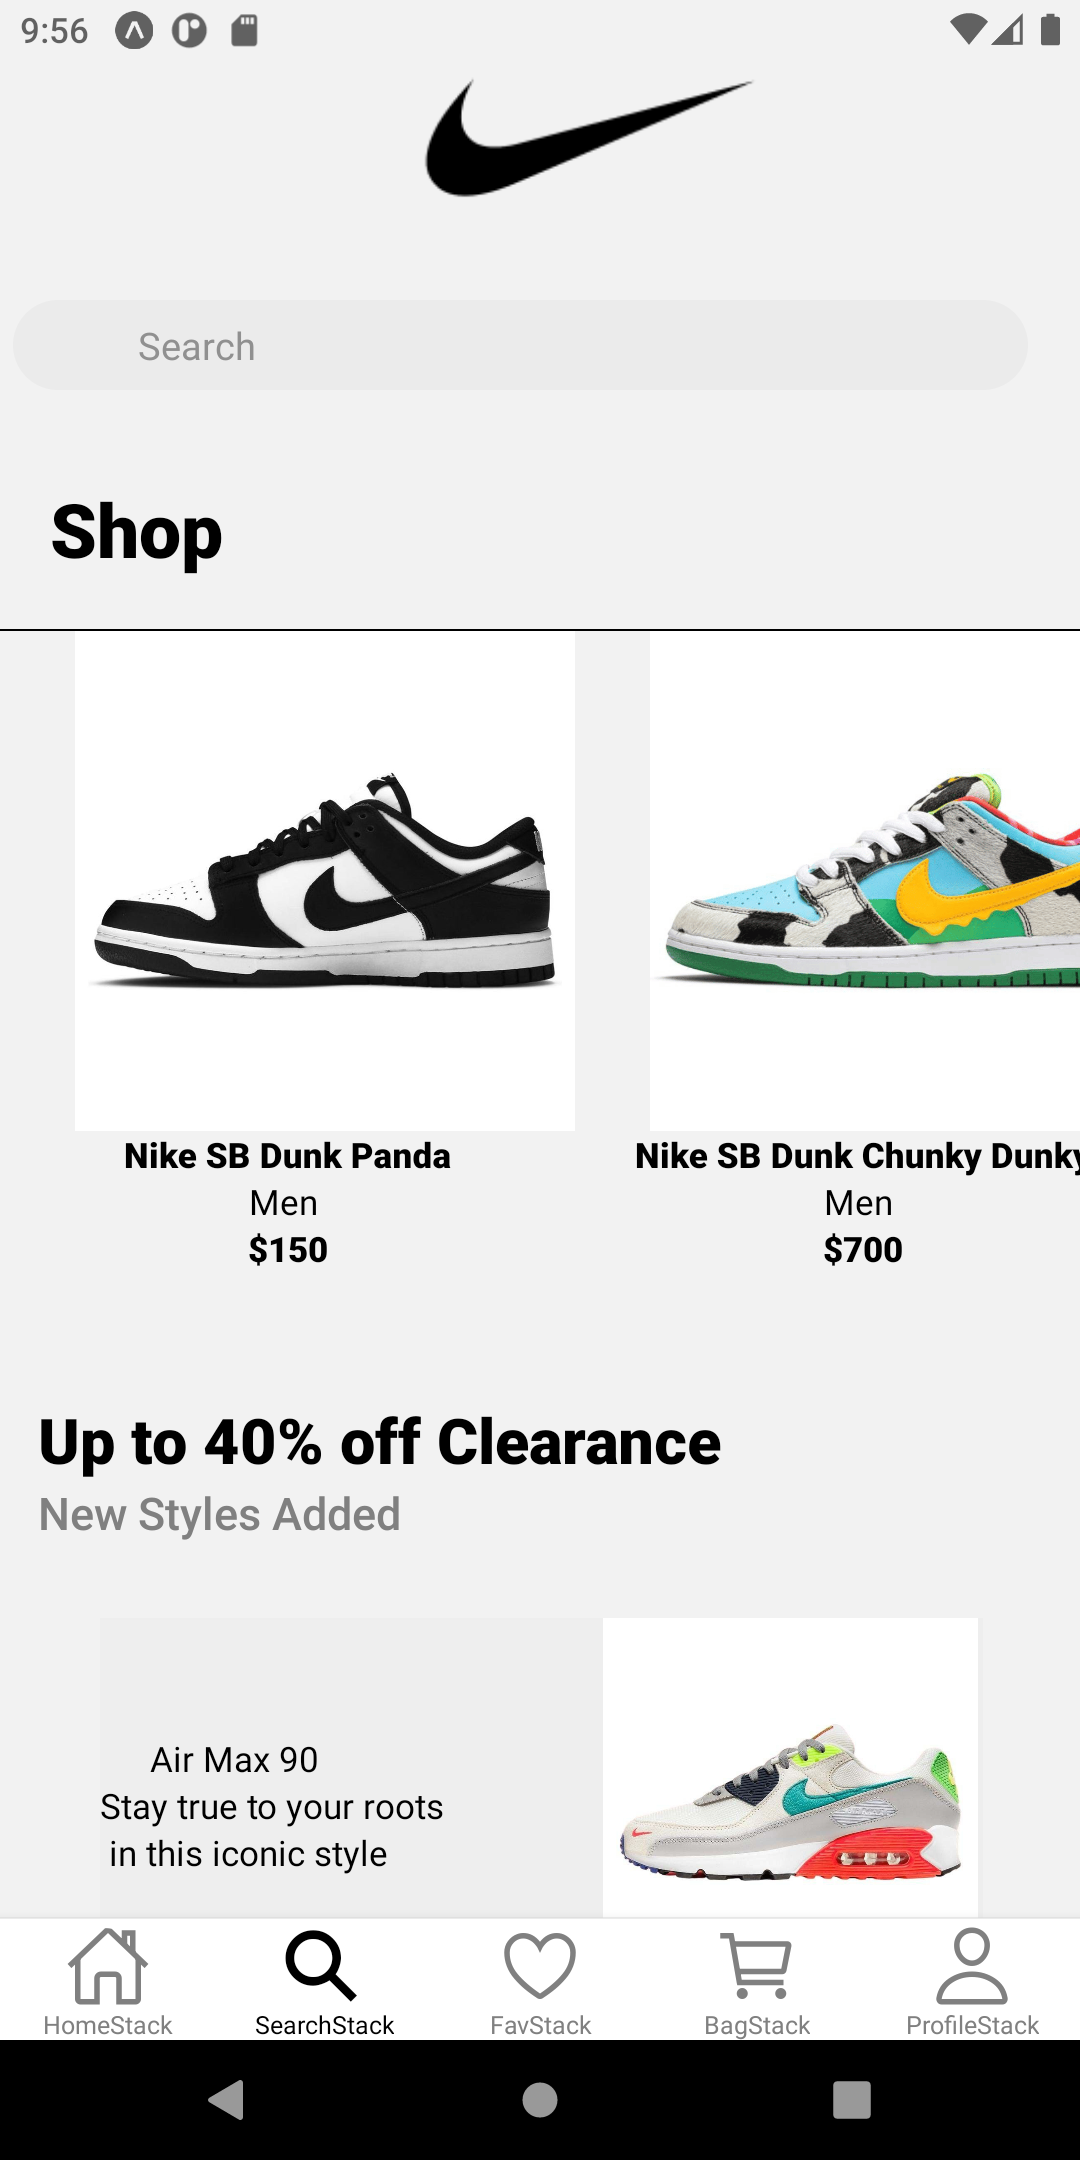 9:56
Search
Shop
Nike SB Dunk Panda
Men
$150
Nike SB Dunk Chunky Dunky
Men
$700
Up to 40% off Clearance
New Styles Added
Air Max 90
Stay true to your roots
in this iconic style
HomeStack
SearchStack
FavStack
BagStack
ProfileStack